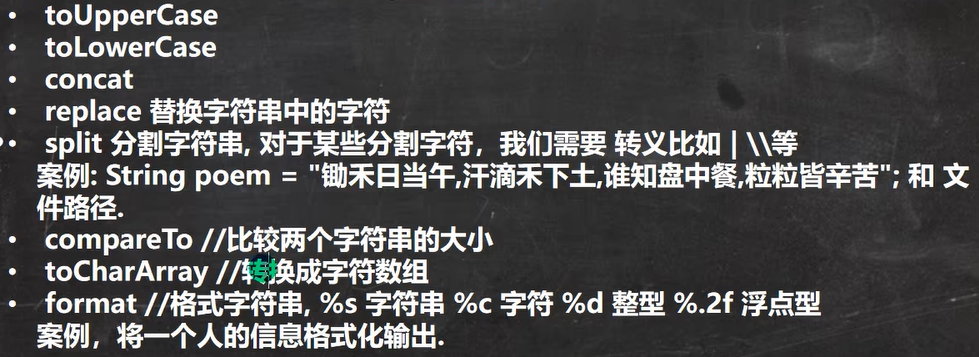 • toUpperCase
• toLowerCase
• concat
• replace 替换字符串中的字符
• split 分割字符串, 对于某些分割字符，我们需要 转义比如 | \\等
案例: String poem = "锄禾日当午,汗滴禾下土,谁知盘中餐,粒粒皆辛苦"; 和 文
件路径.
• compareTo //比较两个字符串的大小
• toCharArray //转换成字符数组
• format //格式字符串, %s 字符串 %c 字符 %d 整型 %.2f 浮点型
案例，将一个人的信息格式化输出.